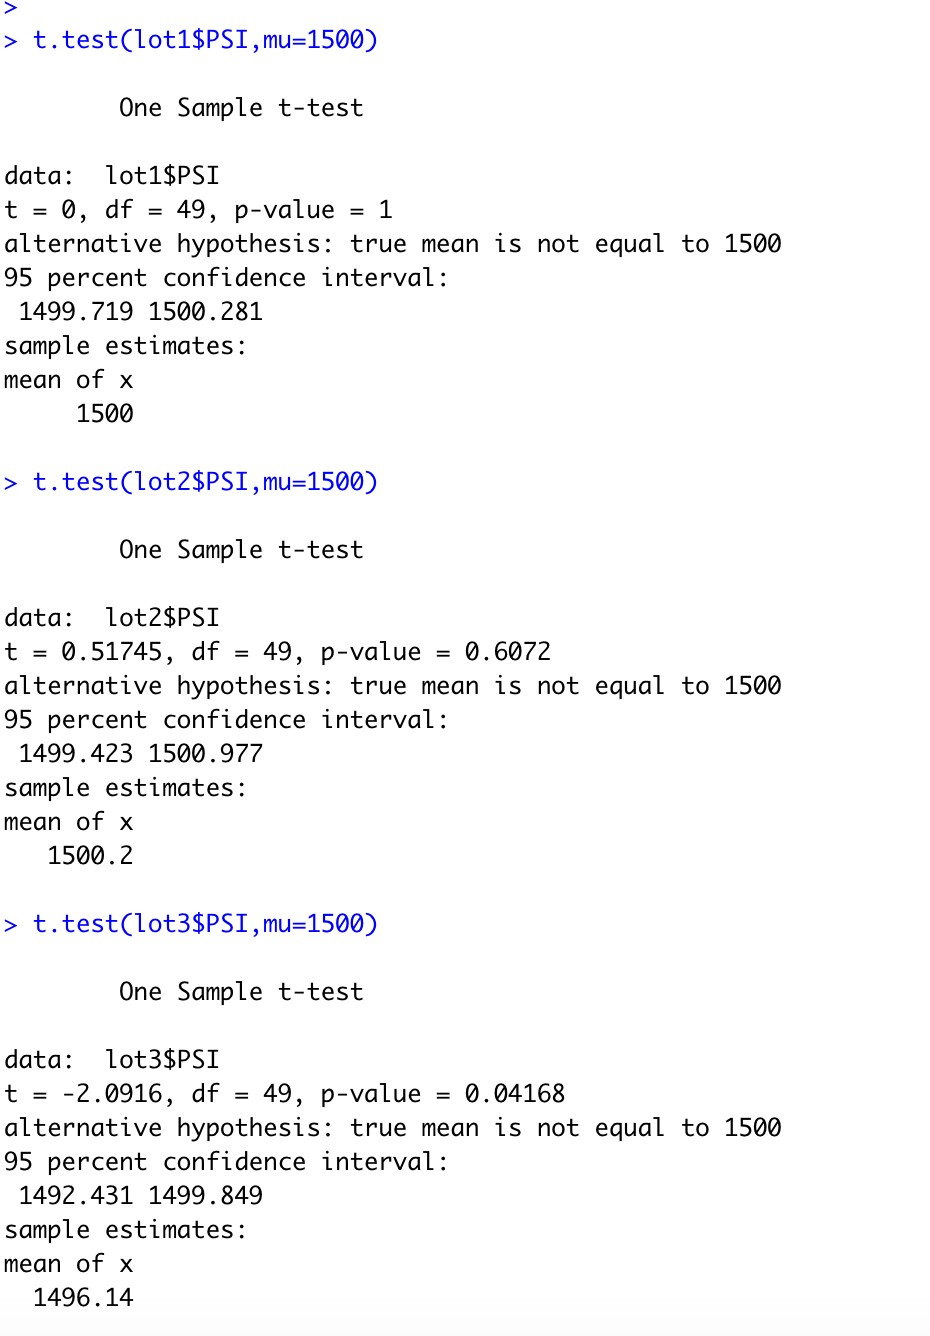 >
> t.test(lot1$PSI,mu=1500)
One Sample t-test
data:  lot1$PSI
t = 0, df = 49, p-value = 1
alternative hypothesis: true mean is not equal to 1500
95 percent confidence interval:
 1499.719 1500.281
sample estimates:
mean of x
     1500
> t.test(lot2$PSI,mu=1500)
One Sample t-test
data:  lot2$PSI
t = 0.51745, df = 49, p-value = 0.6072
alternative hypothesis: true mean is not equal to 1500
95 percent confidence interval:
 1499.423 1500.977
sample estimates:
mean of x
   1500.2
> t.test(lot3$PSI,mu=1500)
One Sample t-test
data:  lot3$PSI
t = -2.0916, df = 49, p-value = 0.04168
alternative hypothesis: true mean is not equal to 1500
95 percent confidence interval:
 1492.431 1499.849
sample estimates:
mean of x
  1496.14